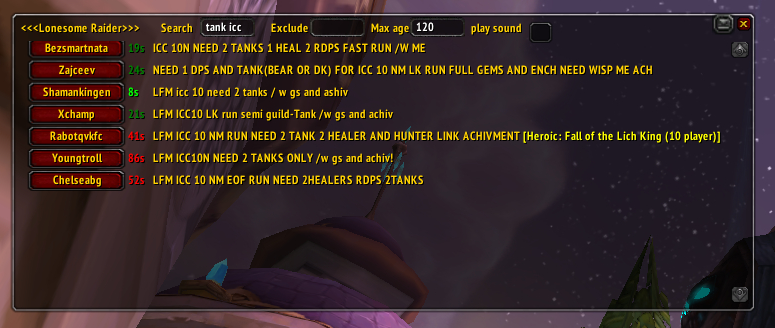 <<<Lonesome Raider>>> Search tank icc Exclude Max age 120 play sound
Bezsmartnata 19s ICC 10N NEED 2 TANKS 1 HEAL 2 RDPS FAST RUN /W ME
Zajceev 24s NEED 1 DPS AND TANK(BEAR OR DK) FOR ICC 10 NM LK RUN FULL GEMS AND ENCH NEED WISP ME ACH
Shamankingen 8s LFM icc 10 need 2 tanks / w gs and ashiv
Xchamp 21s LFM ICC10 LK run semi guild-Tank /w gs and achiv
Rabotqvkfc 41s LFM ICC 10 NM RUN NEED 2 TANK 2 HEALER AND HUNTER LINK ACHIVMENT [Heroic: Fall of the Lich King (10 player)]
Youngtroll 86s LFM ICC10N NEED 2 TANKS ONLY /w gs and achiv!
Chelseabg 52s LFM ICC 10 NM EOF RUN NEED 2HEALERS RDPS 2TANKS